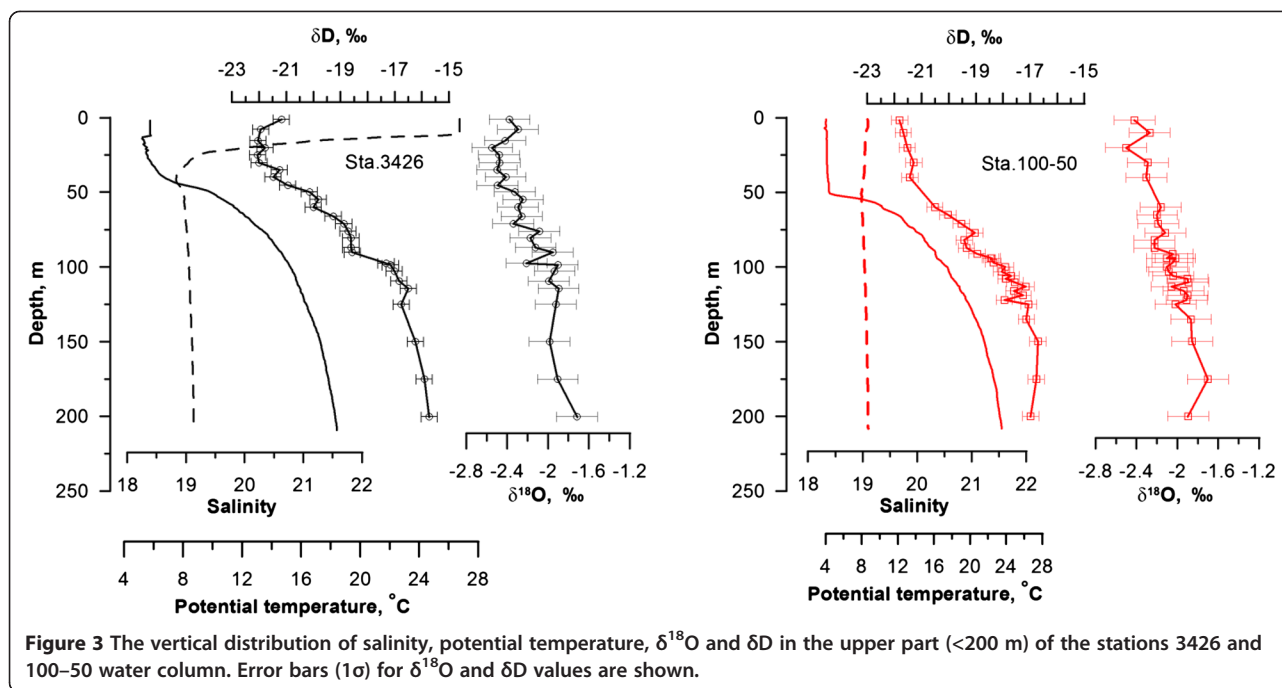 δD, ‰
-23 -21 -19 -17 -15
0
50
100
150
200
250
Depth, m
Sta.3426
18 19 20 21 22
Salinity
-2.8 -2.4 -2 -1.6 -1.2
δ¹⁸O, ‰
4 8 12 16 20 24 28
Potential temperature, °C
δD, ‰
-23 -21 -19 -17 -15
0
50
100
150
200
250
Depth, m
Sta.100-50
18 19 20 21 22
Salinity
-2.8 -2.4 -2 -1.6 -1.2
δ¹⁸O, ‰
4 8 12 16 20 24 28
Potential temperature, °C
Figure 3 The vertical distribution of salinity, potential temperature, δ¹⁸O and δD in the upper part (<200 m) of the stations 3426 and
100–50 water column. Error bars (1σ) for δ¹⁸O and δD values are shown.